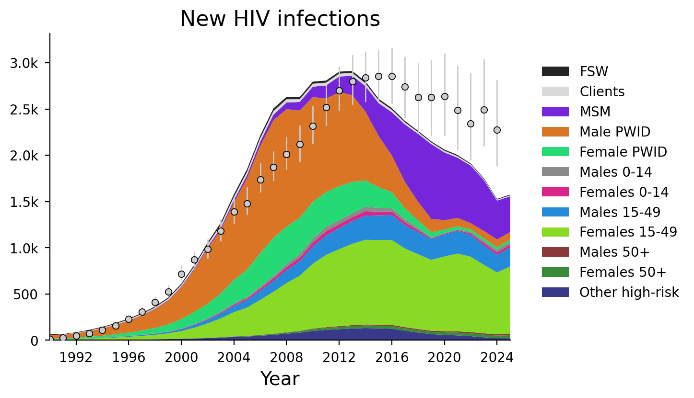 New HIV infections
3.0k
2.5k
2.0k
1.5k
1.0k
500
0
1992 1996 2000 2004 2008 2012 2016 2020 2024
Year
FSW
Clients
MSM
Male PWID
Female PWID
Males 0-14
Females 0-14
Males 15-49
Females 15-49
Males 50+
Females 50+
Other high-risk